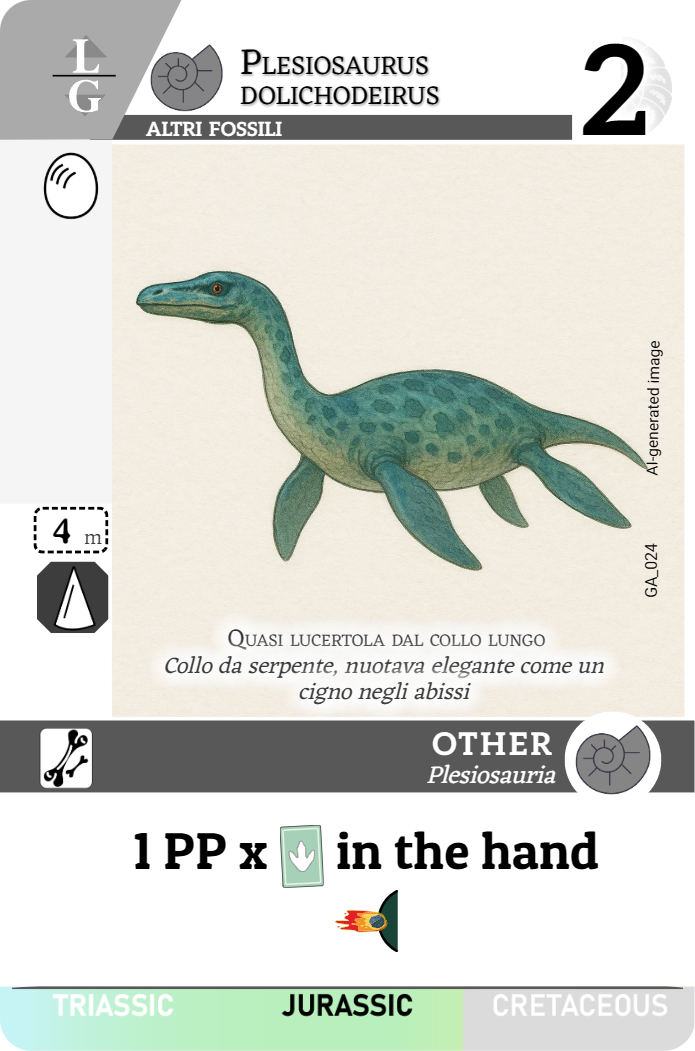 L
G
PLESIOSAURUS
DOLICHODEIRUS
2
ALTRI FOSSILI
AI-generated image
4 m
GA_024
QUASI LUCERTOLA DAL COLLO LUNGO
Collo da serpente, nuotava elegante come un
cigno negli abissi
OTHER
Plesiosauria
1 PP x in the hand
TRIASSIC JURASSIC CRETACEOUS